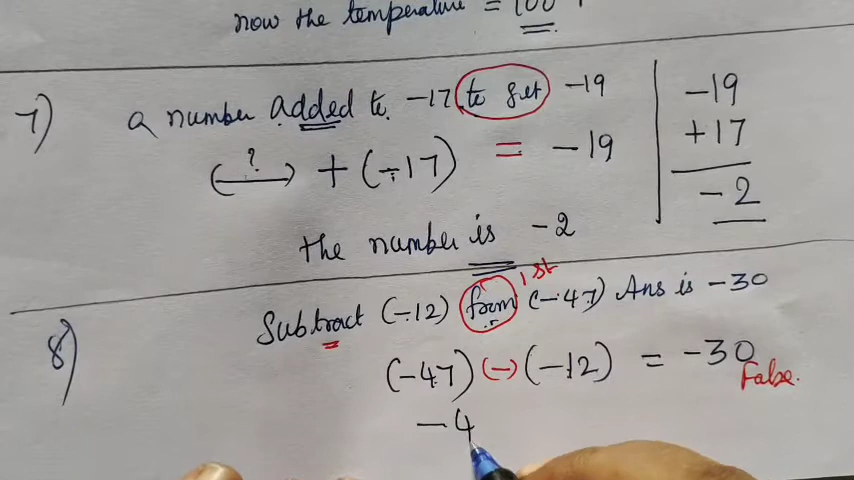 now the temperature = 100
7) a number added to -17 to get -19
(?) + (-17) = -19
-19
+17
-2
the number is -2
1st
8) Subtract (-12) from (-47) Ans is -30
(-47) (-) (-12) = -30
False.
-4